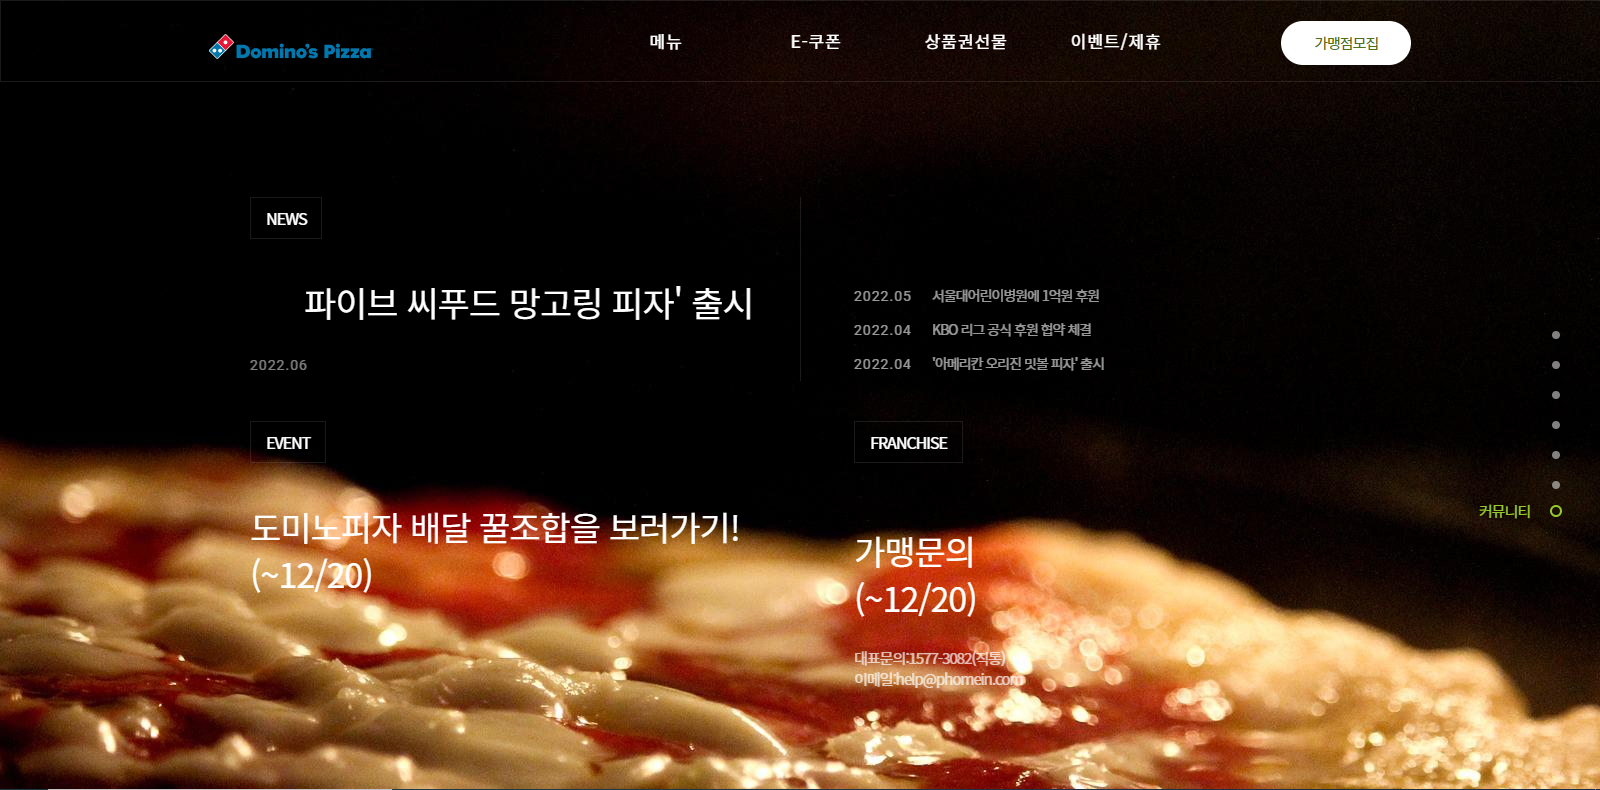 Domino's Pizza
메뉴
E-쿠폰
상품권선물
이벤트/제휴
가맹점모집
NEWS
파이브 씨푸드 망고링 피자' 출시
2022.06
2022.05 서울대어린이병원에 1억원 후원
2022.04 KBO 리그 공식 후원 협약 체결
2022.04 '아메리칸 오리진 밋볼 피자' 출시
커뮤니티
EVENT
도미노피자 배달 꿀조합을 보러가기!
(~12/20)
FRANCHISE
가맹문의
(~12/20)
대표문의:1577-3082(직통)
이메일:help@phomein.com